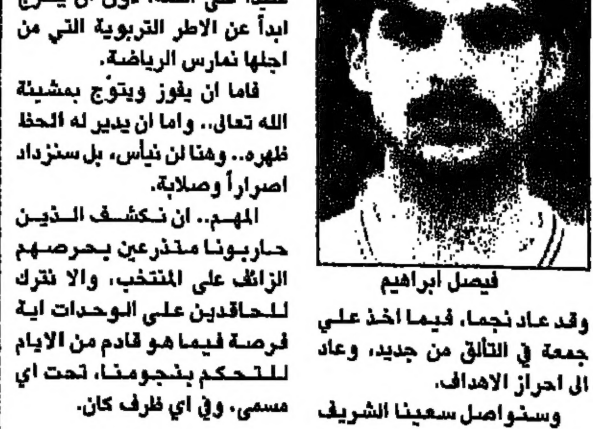 فيصل ابراهيم
وقد عاد نجما، فيما اخذ علي
جمعة في التألق من جديد، وعاد
الى احراز الاهداف.
وسنواصل سعينا الشريف
ابداً عن الاطر التربوية التي من
اجلها نمارس الرياضة.
فاما ان يفوز ويتوّج بمشيئة
الله تعالى.. واما ان يدير له الحظ
ظهره.. وهنا لن نيأس، بل سنزداد
اصراراً وصلابة.
المهم.. ان نكشف الذين
حاربونا متذرعين بحرصهم
الزائف على المنتخب، والا نترك
للحاقدين على الوحدات اية
فرصة فيما هو قادم من الايام
للتحكم بنجومنا، تحت اي
مسمى. وفي اي ظرف كان.